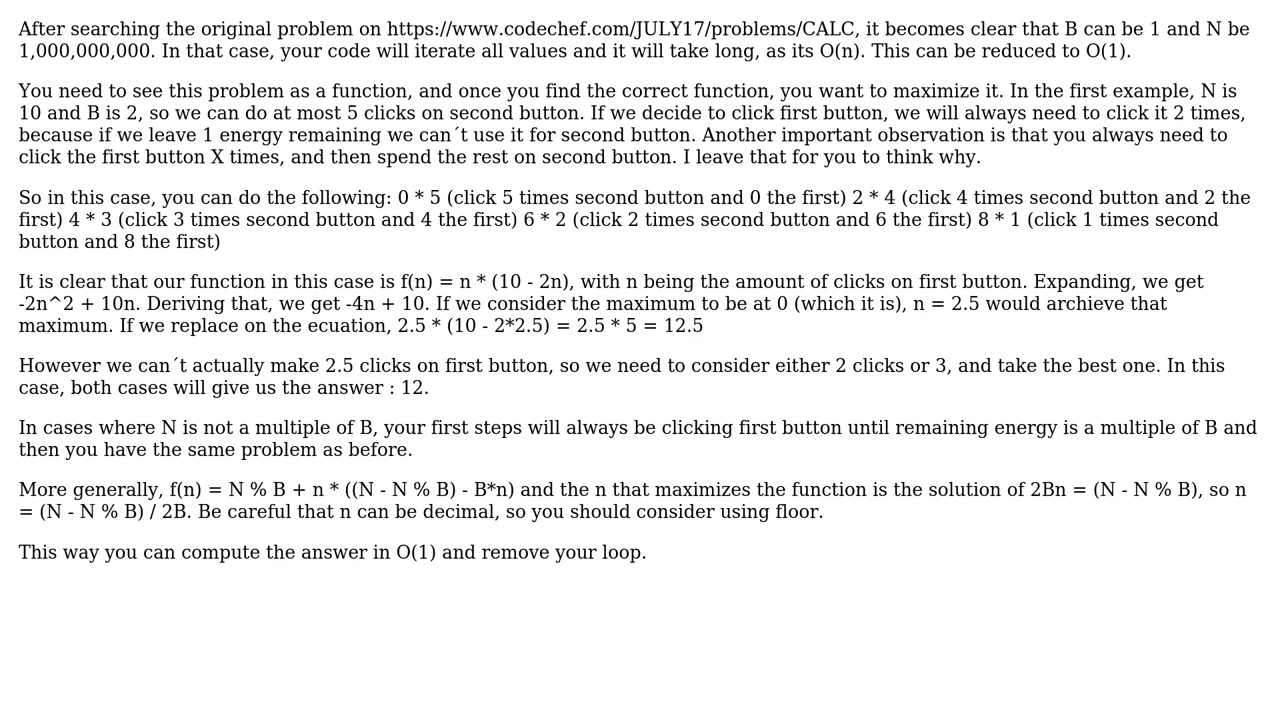 After searching the original problem on https://www.codechef.com/JULY17/problems/CALC, it becomes clear that B can be 1 and N be
1,000,000,000. In that case, your code will iterate all values and it will take long, as its O(n). This can be reduced to O(1).
You need to see this problem as a function, and once you find the correct function, you want to maximize it. In the first example, N is
10 and B is 2, so we can do at most 5 clicks on second button. If we decide to click first button, we will always need to click it 2 times,
because if we leave 1 energy remaining we can´t use it for second button. Another important observation is that you always need to
click the first button X times, and then spend the rest on second button. I leave that for you to think why.
So in this case, you can do the following: 0 * 5 (click 5 times second button and 0 the first) 2 * 4 (click 4 times second button and 2 the
first) 4 * 3 (click 3 times second button and 4 the first) 6 * 2 (click 2 times second button and 6 the first) 8 * 1 (click 1 times second
button and 8 the first)
It is clear that our function in this case is f(n) = n * (10 - 2n), with n being the amount of clicks on first button. Expanding, we get
-2n^2 + 10n. Deriving that, we get -4n + 10. If we consider the maximum to be at 0 (which it is), n = 2.5 would archieve that
maximum. If we replace on the ecuation, 2.5 * (10 - 2*2.5) = 2.5 * 5 = 12.5
However we can´t actually make 2.5 clicks on first button, so we need to consider either 2 clicks or 3, and take the best one. In this
case, both cases will give us the answer : 12.
In cases where N is not a multiple of B, your first steps will always be clicking first button until remaining energy is a multiple of B and
then you have the same problem as before.
More generally, f(n) = N % B + n * ((N - N % B) - B*n) and the n that maximizes the function is the solution of 2Bn = (N - N % B), so n
= (N - N % B) / 2B. Be careful that n can be decimal, so you should consider using floor.
This way you can compute the answer in O(1) and remove your loop.